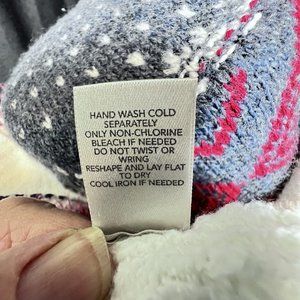 HAND WASH COLD
SEPARATELY
ONLY NON-CHLORINE
BLEACH IF NEEDED
DO NOT TWIST OR
WRING
RESHAPE AND LAY FLAT
TO DRY
COOL IRON IF NEEDED